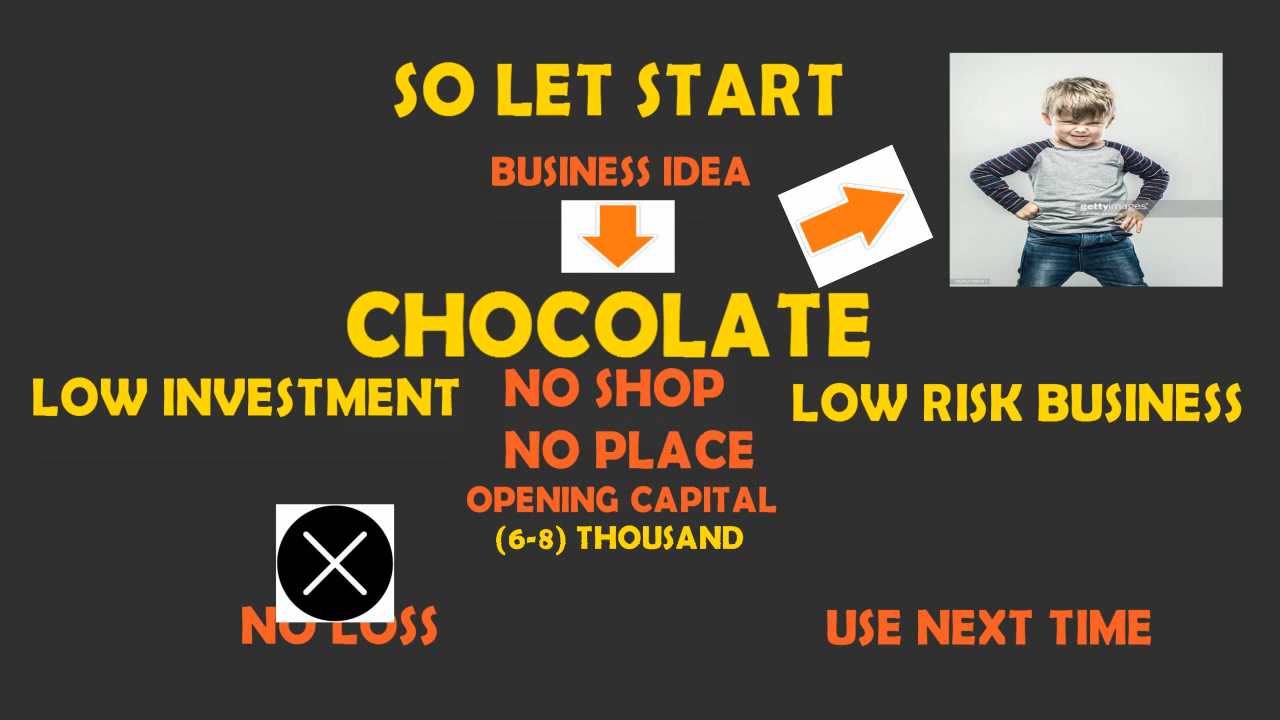 SO LET START
BUSINESS IDEA
gettyimages
CHOCOLATE
LOW INVESTMENT
NO SHOP
LOW RISK BUSINESS
NO PLACE
OPENING CAPITAL
(6-8) THOUSAND
NO LOSS
USE NEXT TIME